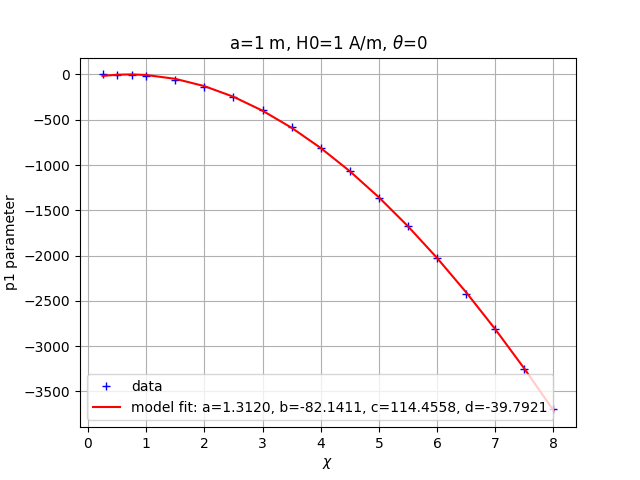 a=1 m, H0=1 A/m, θ=0
p1 parameter
0
−500
−1000
−1500
−2000
−2500
−3000
−3500
data
model fit: a=1.3120, b=-82.1411, c=114.4558, d=-39.7921
0 1 2 3 4 5 6 7 8
χ